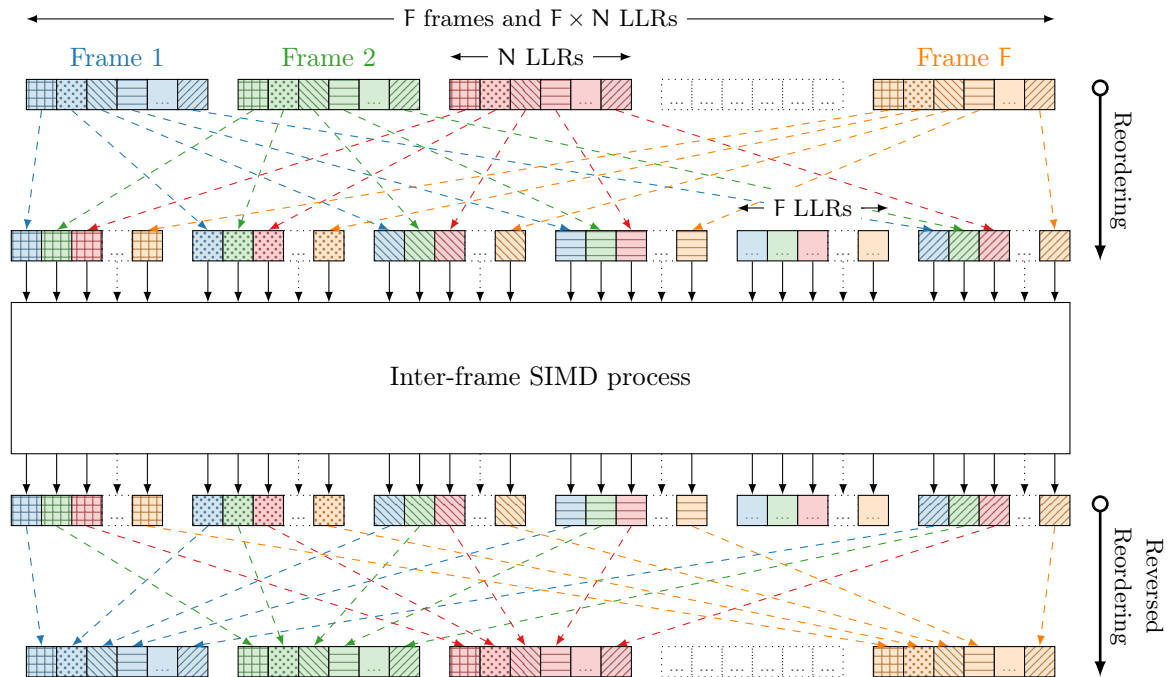 F frames and F × N LLRs
Frame 1
Frame 2
N LLRs
Frame F
... ... ... ... ... ... ... ... ... ...
Reordering
F LLRs
... ... ... ... ... ... ... ... ... ...
Inter-frame SIMD process
... ... ... ... ... ... ... ... ... ...
Reversed
Reordering
... ... ... ... ... ... ... ... ... ...